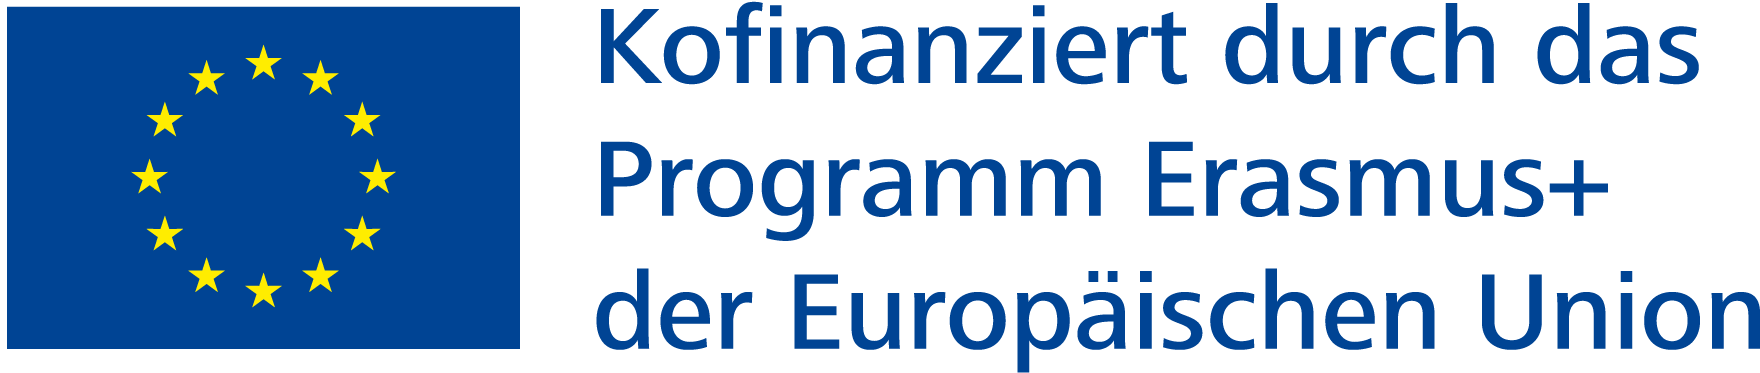 Kofinanziert durch das
Programm Erasmus+
der Europäischen Union